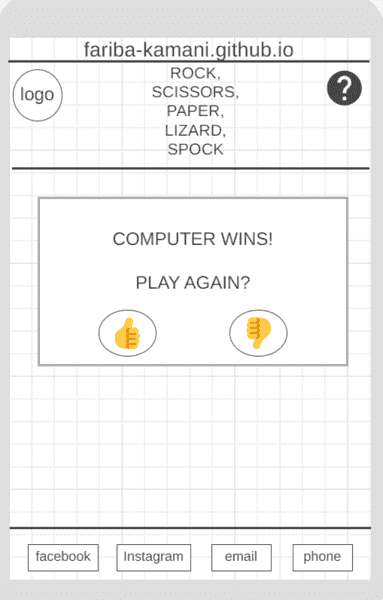 fariba-kamani.github.io
logo
ROCK,
SCISSORS,
PAPER,
LIZARD,
SPOCK
?
COMPUTER WINS!
PLAY AGAIN?
facebook
Instagram
email
phone